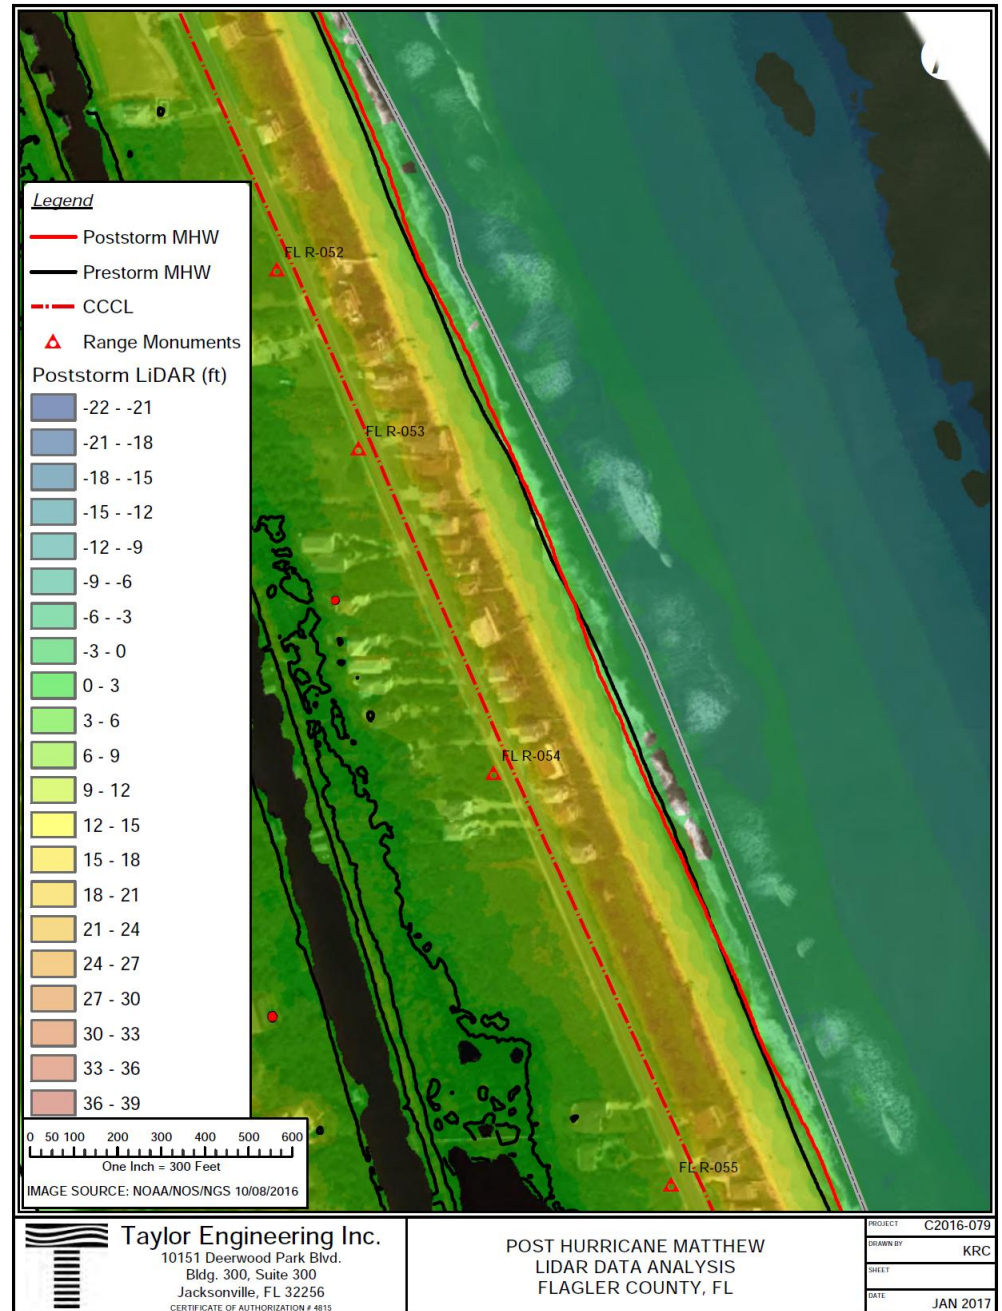 Legend
Poststorm MHW
Prestorm MHW
CCCL
Range Monuments
Poststorm LiDAR (ft)
-22 - -21
-21 - -18
-18 - -15
-15 - -12
-12 - -9
-9 - -6
-6 - -3
-3 - 0
0 - 3
3 - 6
6 - 9
9 - 12
12 - 15
15 - 18
18 - 21
21 - 24
24 - 27
27 - 30
30 - 33
33 - 36
36 - 39
0 50 100 200 300 400 500 600
One Inch = 300 Feet
IMAGE SOURCE: NOAA/NOS/NGS 10/08/2016
FL R-052
FL R-053
FL R-054
FL R-055
Taylor Engineering Inc.
10151 Deerwood Park Blvd.
Bldg. 300, Suite 300
Jacksonville, FL 32256
CERTIFICATE OF AUTHORIZATION # 4815
POST HURRICANE MATTHEW
LIDAR DATA ANALYSIS
FLAGLER COUNTY, FL
PROJECT C2016-079
DRAWN BY KRC
SHEET
DATE JAN 2017